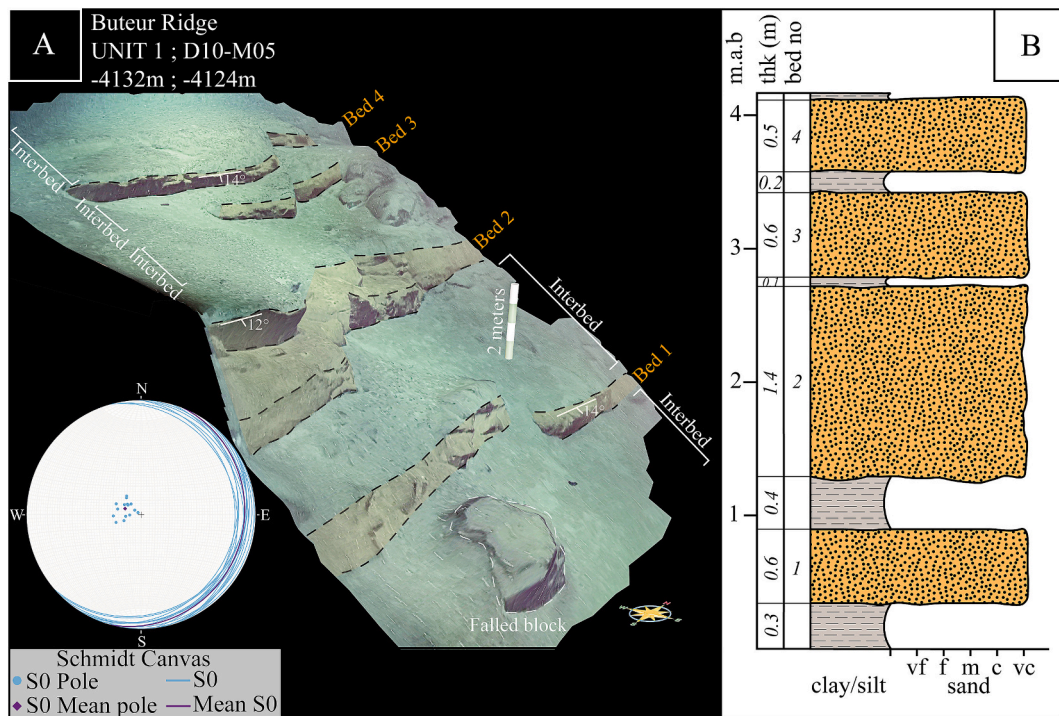 A
Buteur Ridge
UNIT 1 ; D10-M05
-4132m ; -4124m
Bed 4
Bed 3
Interbed
14°
Interbed
Interbed
Bed 2
Interbed
2 meters
12°
Bed 1
14°
Interbed
Falled block
N
W
E
S
Schmidt Canvas
S0 Pole
S0
S0 Mean pole
Mean S0
B
m.a.b
thk (m)
bed no
4
0.5
4
0.2
3
0.6
3
0.1
2
1.4
2
0.4
1
0.6
1
0.3
vf
f
m
c
vc
clay/silt
sand